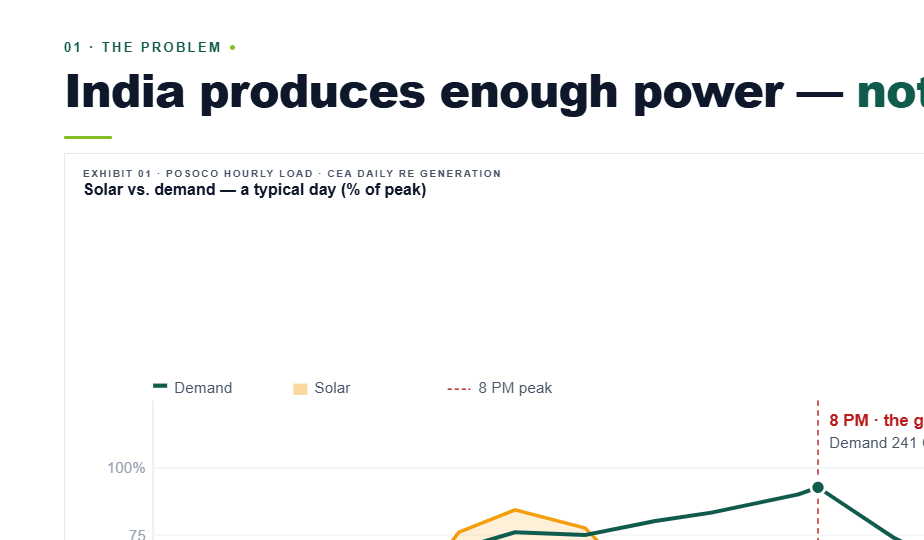 01 · THE PROBLEM
India produces enough power — not
EXHIBIT 01 · POSOCO HOURLY LOAD · CEA DAILY RE GENERATION
Solar vs. demand — a typical day (% of peak)
Demand Solar 8 PM peak
8 PM · the g
Demand 241
100%
75